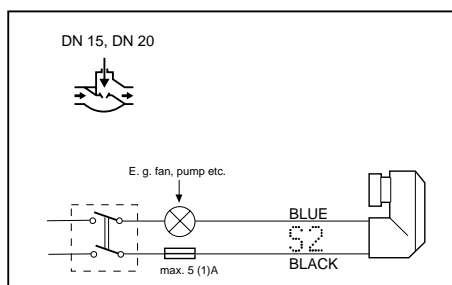 DN 15, DN 20
E. g. fan, pump etc.
BLUE
S2
BLACK
max. 5 (1)A